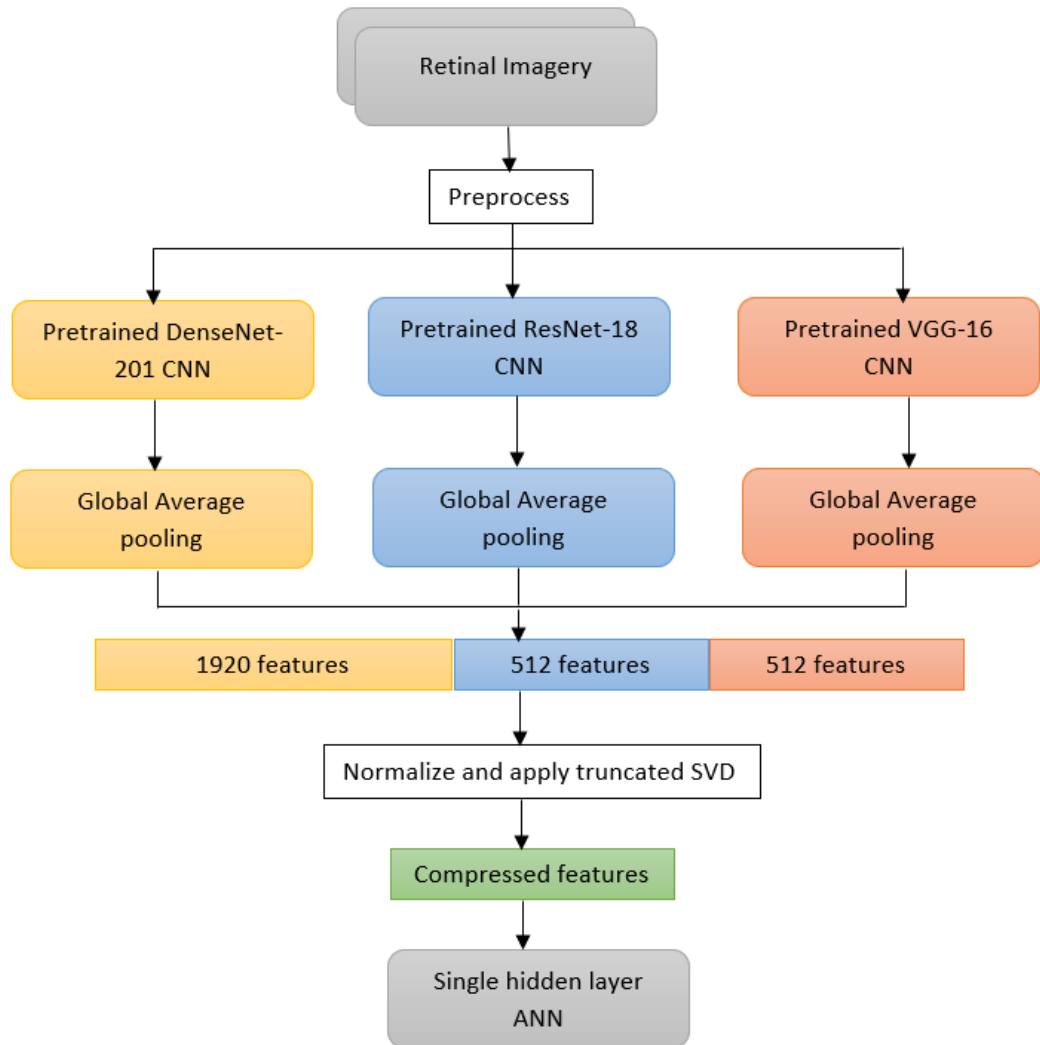 Retinal Imagery
Preprocess
Pretrained DenseNet-
201 CNN
Pretrained ResNet-18
CNN
Pretrained VGG-16
CNN
Global Average
pooling
Global Average
pooling
Global Average
pooling
1920 features
512 features
512 features
Normalize and apply truncated SVD
Compressed features
Single hidden layer
ANN